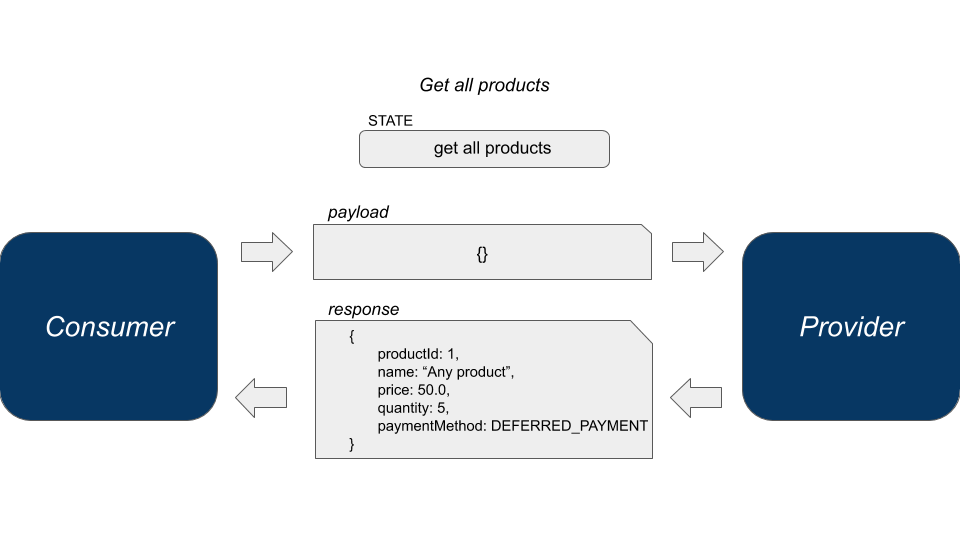 Get all products
STATE
get all products
payload
{}
Consumer
Provider
response
{
productId: 1,
name: “Any product”,
price: 50.0,
quantity: 5,
paymentMethod: DEFERRED_PAYMENT
}